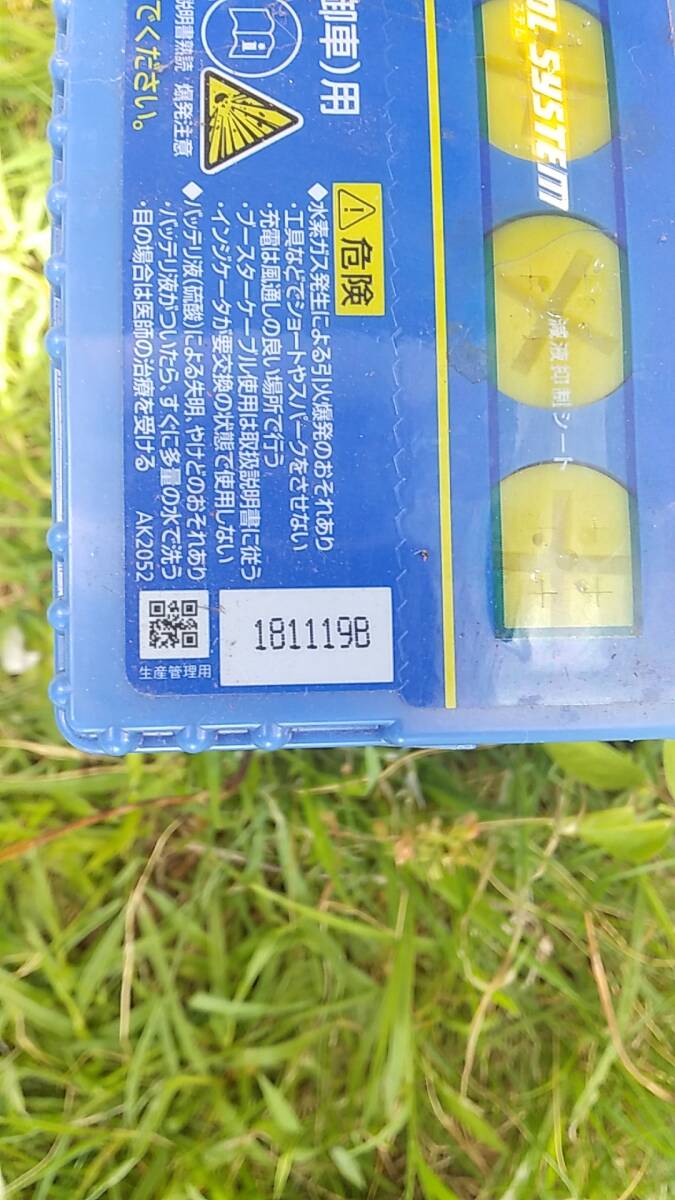 OL SYSTEM
減液抑制シート
御車)用
説明書熟読 爆発注意
でください。
危険
◆水素ガス発生による引火爆発のおそれあり
・工具などでショートやスパークをさせない
・充電は風通しの良い場所で行う
・ブースターケーブル使用は取扱説明書に従う
・インジケータが要交換の状態で使用しない
◆バッテリ液(硫酸)による失明、やけどのおそれあり
・バッテリ液がついたら、すぐに多量の水で洗う
・目の場合は医師の治療を受ける
AK2052
181119B
生産管理用